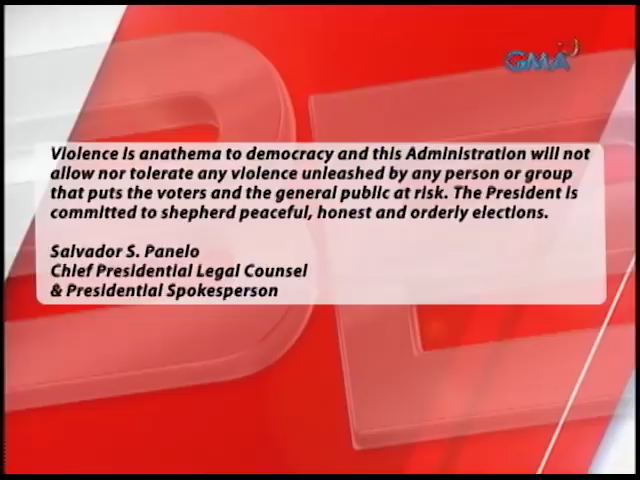 GMA
Violence is anathema to democracy and this Administration will not
allow nor tolerate any violence unleashed by any person or group
that puts the voters and the general public at risk. The President is
committed to shepherd peaceful, honest and orderly elections.
Salvador S. Panelo
Chief Presidential Legal Counsel
& Presidential Spokesperson